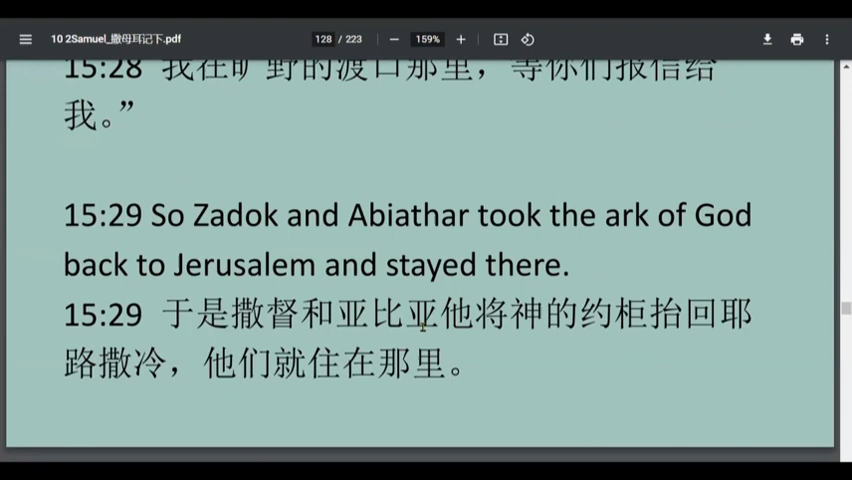 10 2Samuel_撒母耳记下.pdf
128 / 223
159%
15:28 我在旷野的渡口那里，等你们报信给
我。”
15:29 So Zadok and Abiathar took the ark of God
back to Jerusalem and stayed there.
15:29 于是撒督和亚比亚他将神的约柜抬回耶
路撒冷，他们就住在那里。